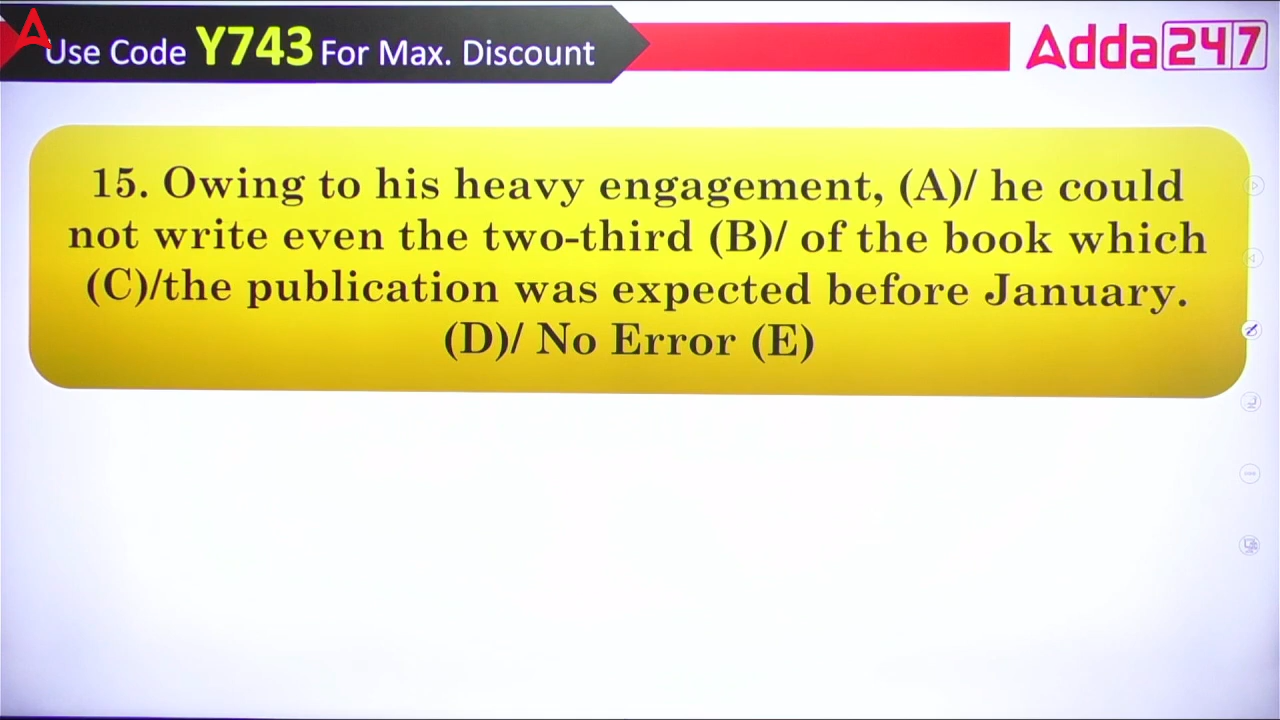 Use Code Y743 For Max. Discount
Adda247
15. Owing to his heavy engagement, (A)/ he could
not write even the two-third (B)/ of the book which
(C)/the publication was expected before January.
(D)/ No Error (E)